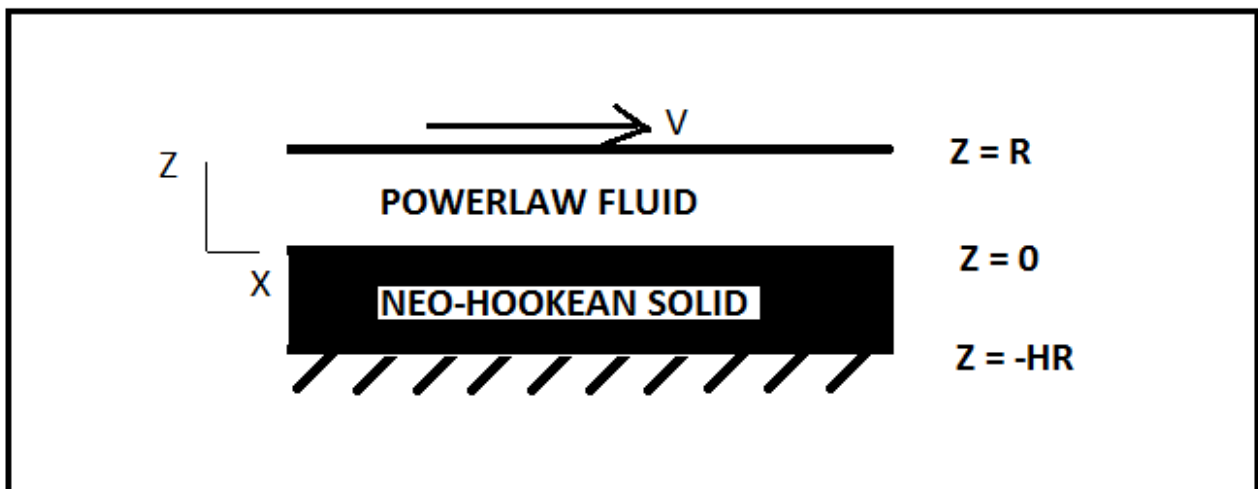 V
Z = R
Z
POWERLAW FLUID
Z = 0
X
NEO-HOOKEAN SOLID
Z = -HR